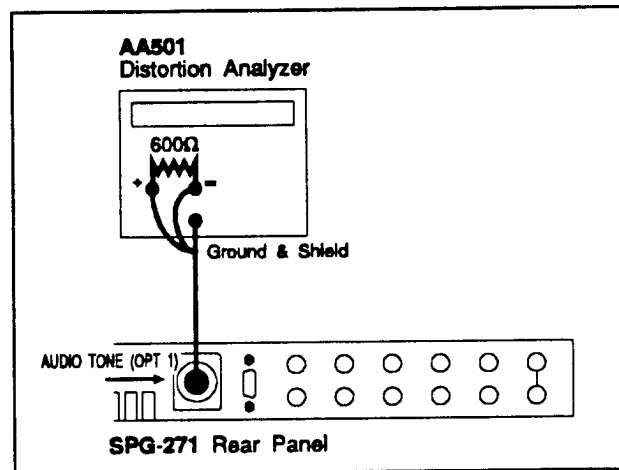 AA501
Distortion Analyzer
600Ω
+ –
Ground & Shield
AUDIO TONE (OPT 1)
SPG-271 Rear Panel